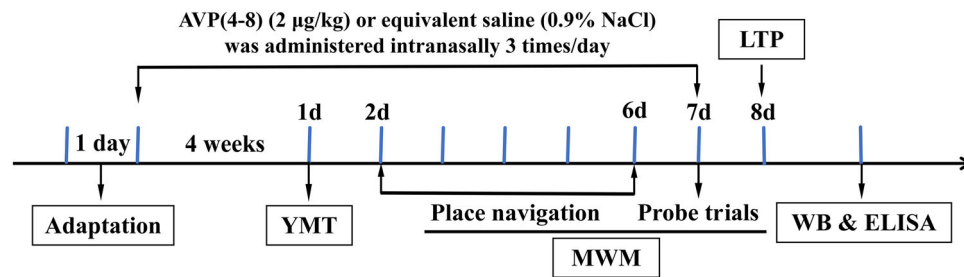 AVP(4-8) (2 μg/kg) or equivalent saline (0.9% NaCl)
was administered intranasally 3 times/day
LTP
1d
2d
6d
7d
8d
1 day
4 weeks
Adaptation
YMT
Place navigation
Probe trials
WB & ELISA
MWM